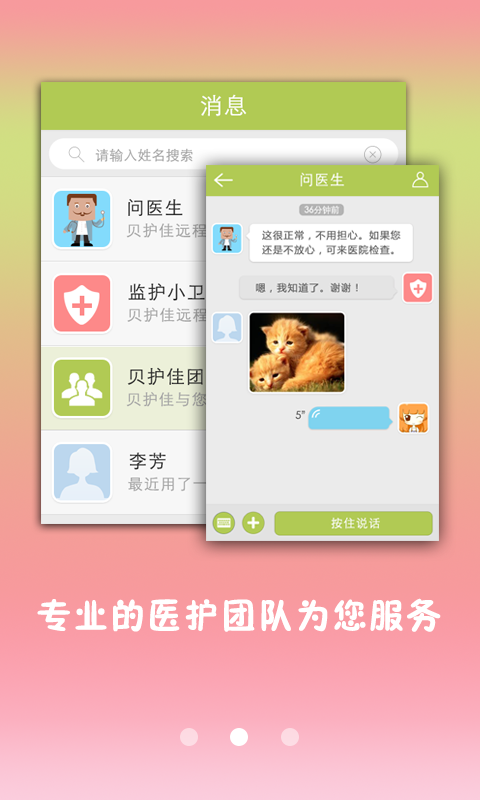 消息
请输入姓名搜索
问医生
贝护佳远程
监护小卫
贝护佳远程
贝护佳团
贝护佳与您
李芳
最近用了一
问医生
36分钟前
这很正常，不用担心。如果您
还是不放心，可来医院检查。
嗯，我知道了。谢谢！
5"
按住说话
专业的医护团队为您服务